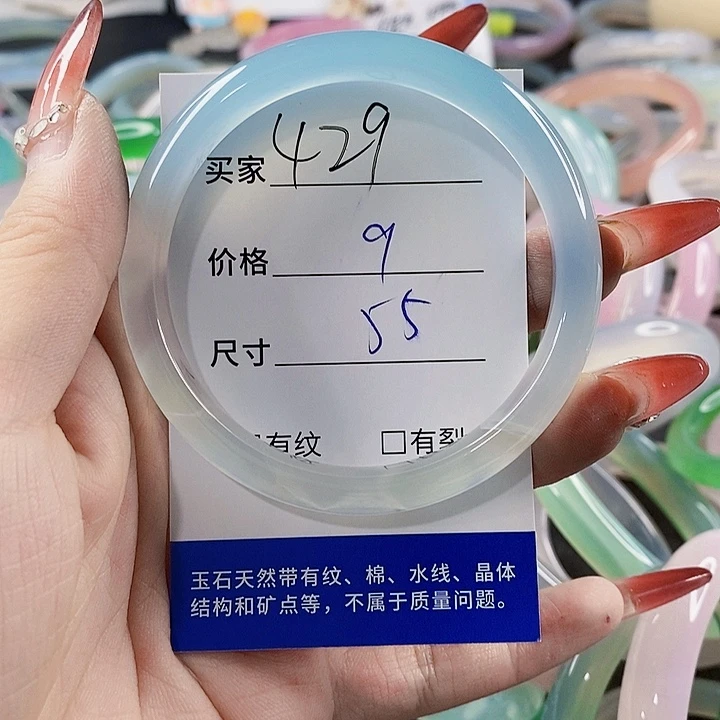 买家 429
价格 9
尺寸 55
有纹 □有裂
玉石天然带有纹、棉、水线、晶体
结构和矿点等，不属于质量问题。